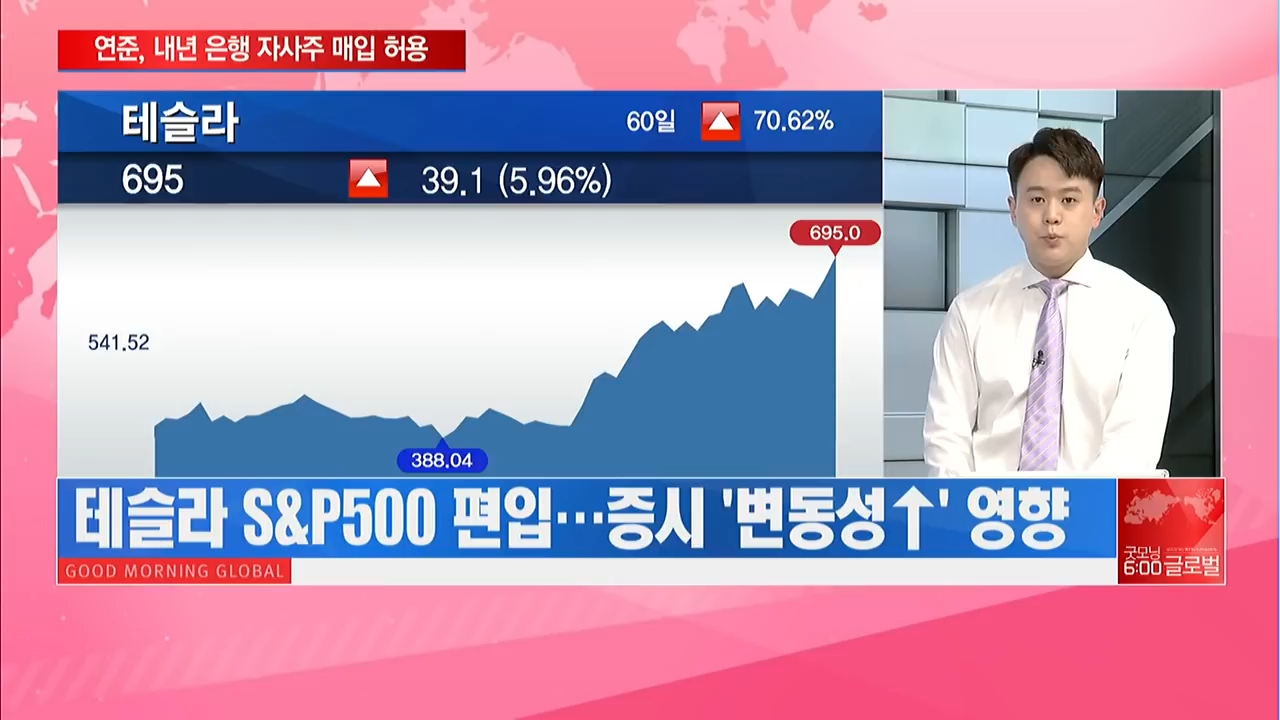 연준, 내년 은행 자사주 매입 허용
테슬라
60일 70.62%
695 39.1 (5.96%)
695.0
541.52
388.04
테슬라 S&P500 편입…증시 '변동성↑' 영향
GOOD MORNING GLOBAL
굿모닝
6:00 글로벌